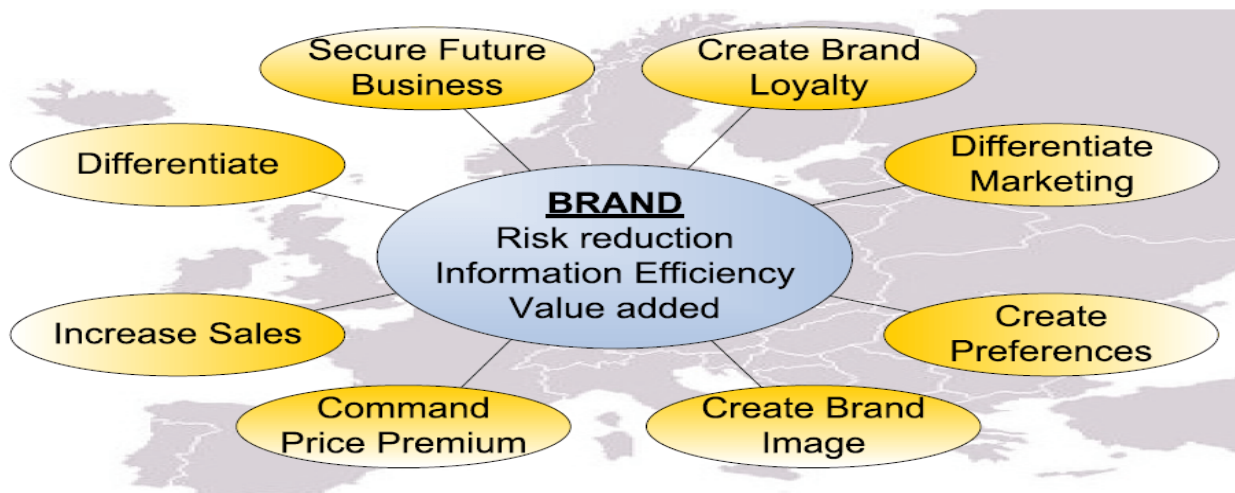 Secure Future
Business
Create Brand
Loyalty
Differentiate
Differentiate
Marketing
BRAND
Risk reduction
Information Efficiency
Value added
Increase Sales
Create
Preferences
Command
Price Premium
Create Brand
Image